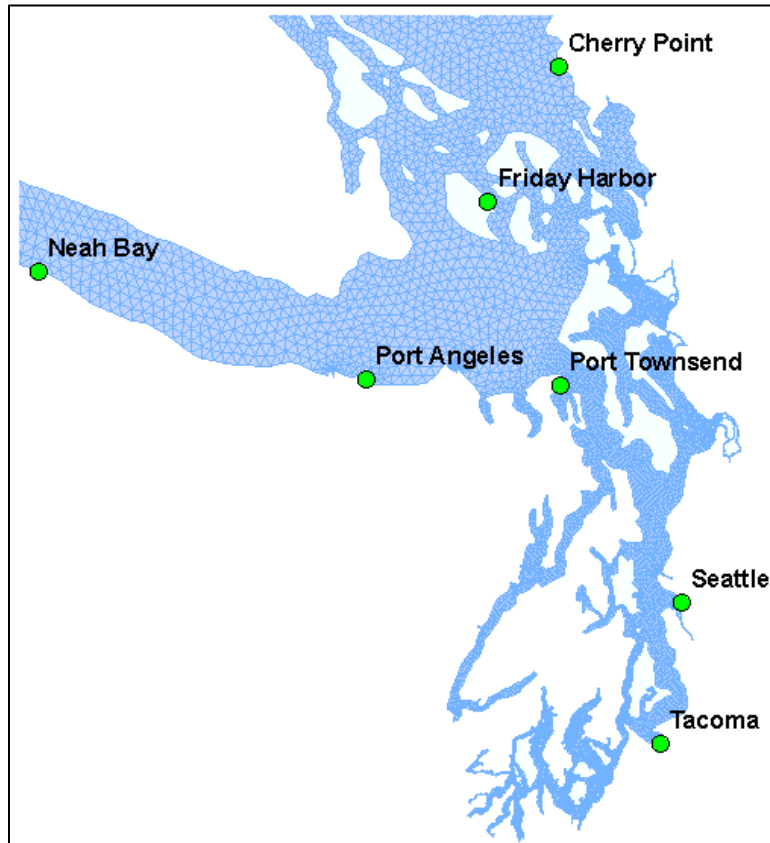 Cherry Point
Friday Harbor
Neah Bay
Port Angeles
Port Townsend
Seattle
Tacoma